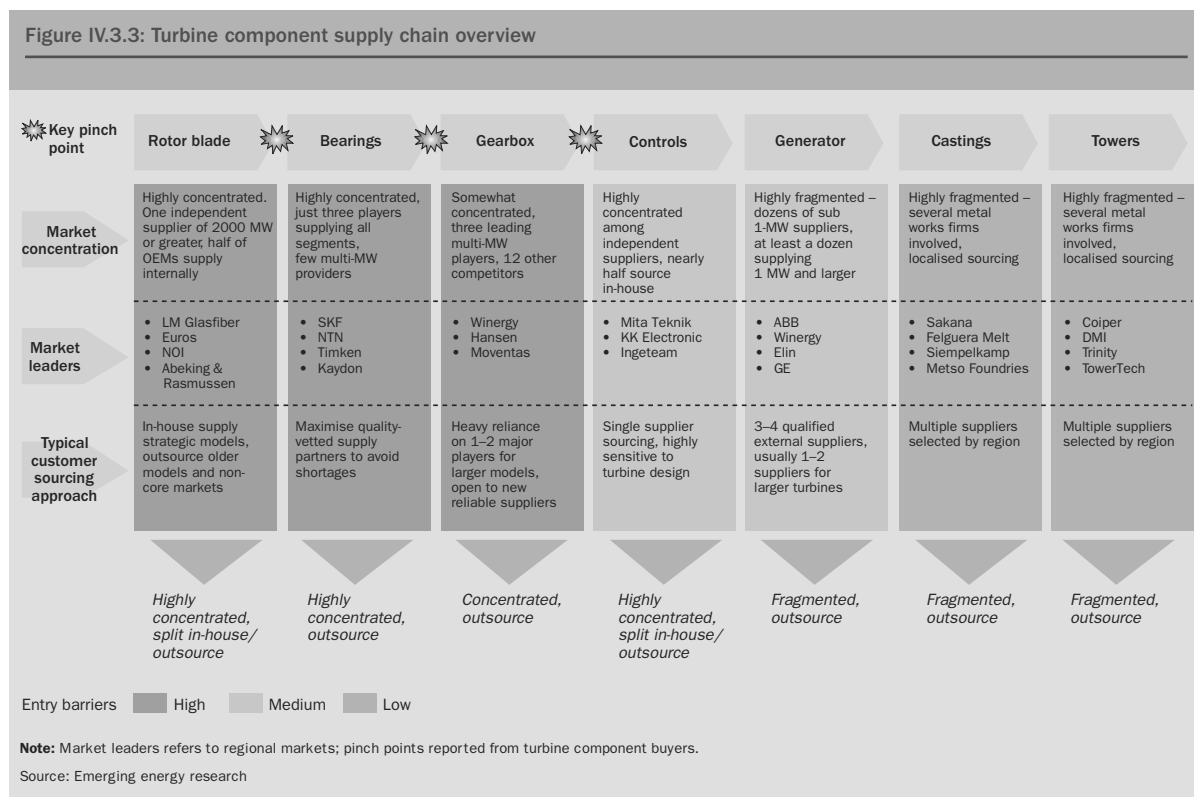 Figure IV.3.3: Turbine component supply chain overview
Key pinch
point
Rotor blade
Bearings
Gearbox
Controls
Generator
Castings
Towers
Market
concentration
Highly concentrated.
One independent
supplier of 2000 MW
or greater, half of
OEMs supply
internally
Highly concentrated,
just three players
supplying all
segments,
few multi-MW
providers
Somewhat
concentrated,
three leading
multi-MW
players, 12 other
competitors
Highly
concentrated
among
independent
suppliers, nearly
half source
in-house
Highly fragmented –
dozens of sub
1-MW suppliers,
at least a dozen
supplying
1 MW and larger
Highly fragmented –
several metal
works firms
involved,
localised sourcing
Highly fragmented –
several metal
works firms
involved,
localised sourcing
Market
leaders
• LM Glasfiber
• Euros
• NOI
• Abeking &
Rasmussen
• SKF
• NTN
• Timken
• Kaydon
• Winergy
• Hansen
• Moventas
• Mita Teknik
• KK Electronic
• Ingeteam
• ABB
• Winergy
• Elin
• GE
• Sakana
• Felguera Melt
• Siempelkamp
• Metso Foundries
• Coiper
• DMI
• Trinity
• TowerTech
Typical
customer
sourcing
approach
In-house supply
strategic models,
outsource older
models and non-
core markets
Maximise quality-
vetted supply
partners to avoid
shortages
Heavy reliance
on 1–2 major
players for
larger models,
open to new
reliable suppliers
Single supplier
sourcing, highly
sensitive to
turbine design
3–4 qualified
external suppliers,
usually 1–2
suppliers for
larger turbines
Multiple suppliers
selected by region
Multiple suppliers
selected by region
Highly
concentrated,
split in-house/
outsource
Highly
concentrated,
outsource
Concentrated,
outsource
Highly
concentrated,
split in-house/
outsource
Fragmented,
outsource
Fragmented,
outsource
Fragmented,
outsource
Entry barriers High Medium Low
Note: Market leaders refers to regional markets; pinch points reported from turbine component buyers.
Source: Emerging energy research